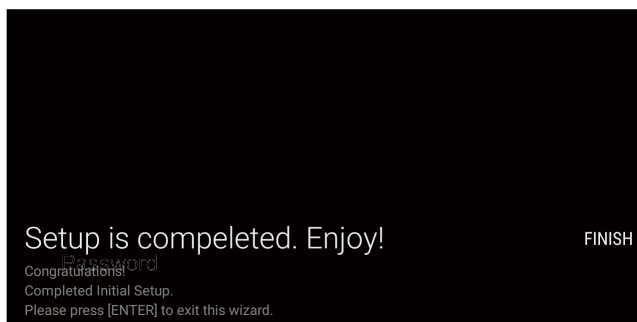 Setup is compeleted. Enjoy!
FINISH
Password
Congratulations!
Completed Initial Setup.
Please press [ENTER] to exit this wizard.